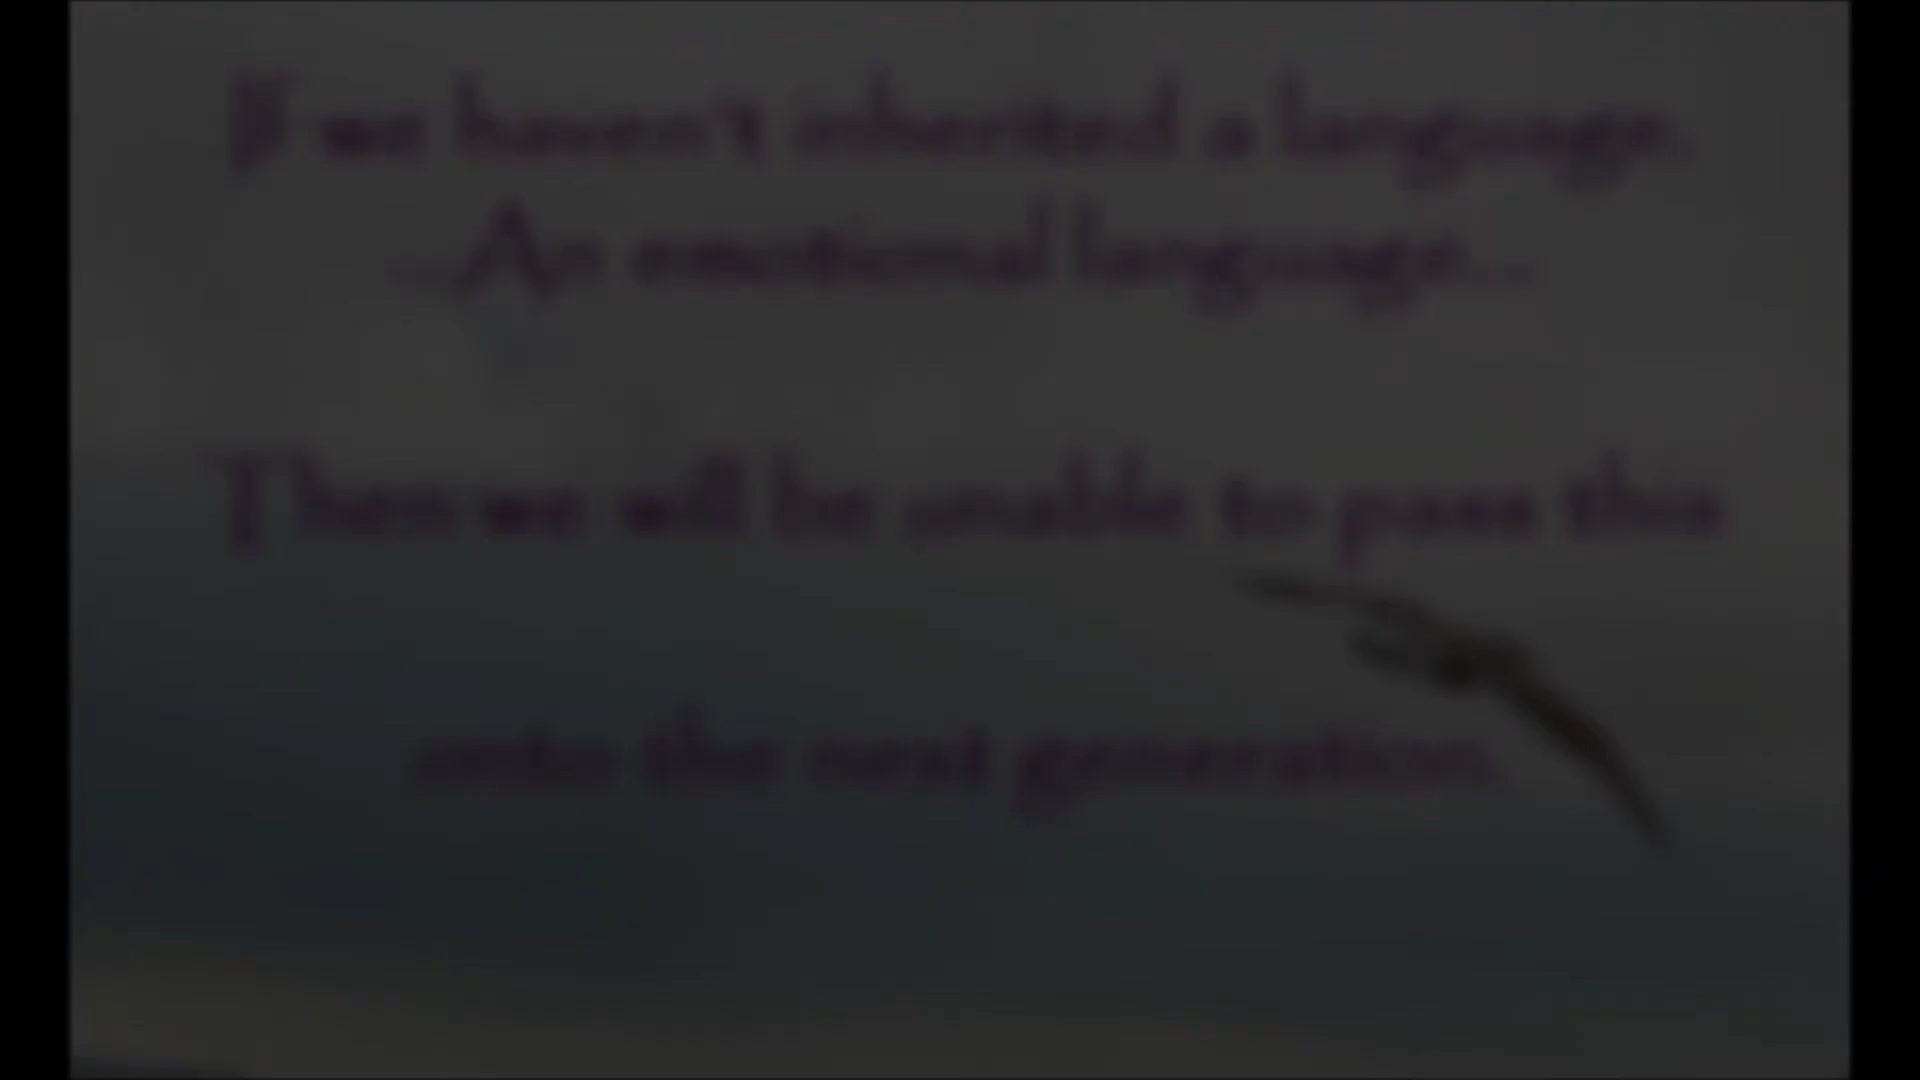 If we haven't inherited a language.
...An emotional language...
Then we will be unable to pass this
onto the next generation.